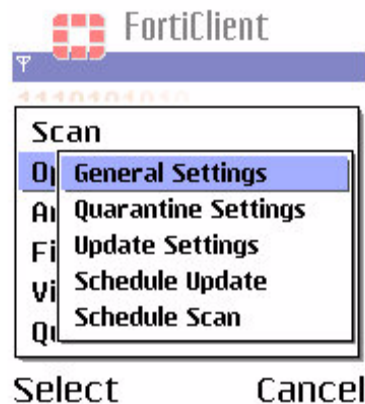 FortiClient
Scan
General Settings
Quarantine Settings
Update Settings
Schedule Update
Schedule Scan
Select Cancel